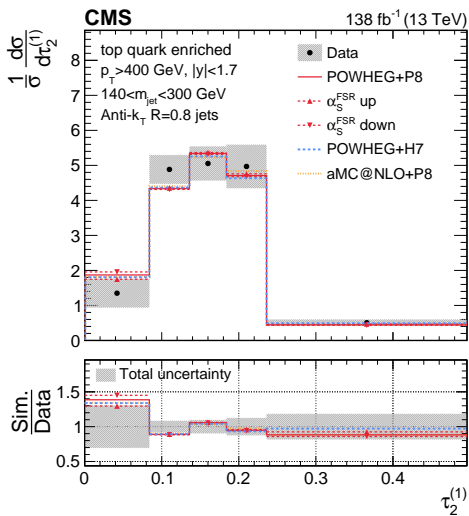 CMS 138 fb⁻¹ (13 TeV)
1/σ dσ/dτ₂⁽¹⁾
top quark enriched
p_T>400 GeV, |y|<1.7
140<m_jet<300 GeV
Anti-k_T R=0.8 jets
Data
POWHEG+P8
α_S^FSR up
α_S^FSR down
POWHEG+H7
aMC@NLO+P8
8
7
6
5
4
3
2
1
0
Total uncertainty
Sim./Data
1.5
1
0.5
0 0.1 0.2 0.3 0.4
τ₂⁽¹⁾